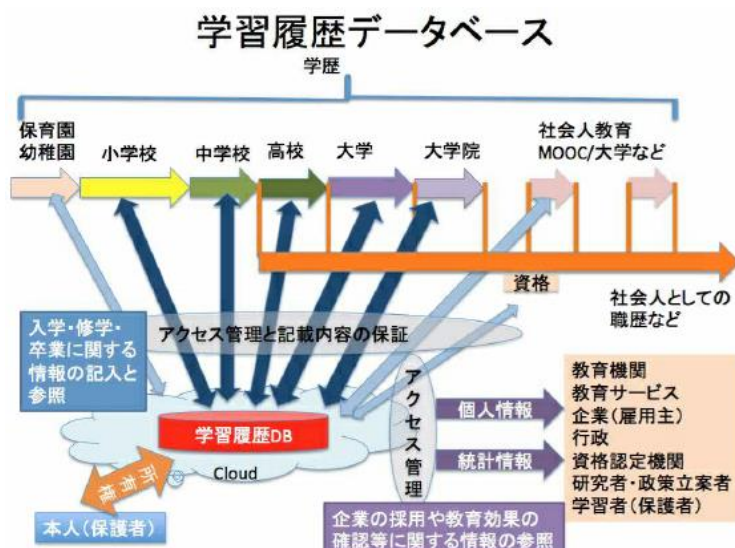 学習履歴データベース
学歴
保育園
幼稚園
小学校
中学校
高校
大学
大学院
社会人教育
MOOC/大学など
資格
社会人としての
職歴など
入学・修学・
卒業に関する
情報の記入と
参照
アクセス管理と記載内容の保証
学習履歴DB
Cloud
所有権
本人(保護者)
アクセス管理
個人情報
統計情報
教育機関
教育サービス
企業(雇用主)
行政
資格認定機関
研究者・政策立案者
学習者(保護者)
企業の採用や教育効果の
確認等に関する情報の参照